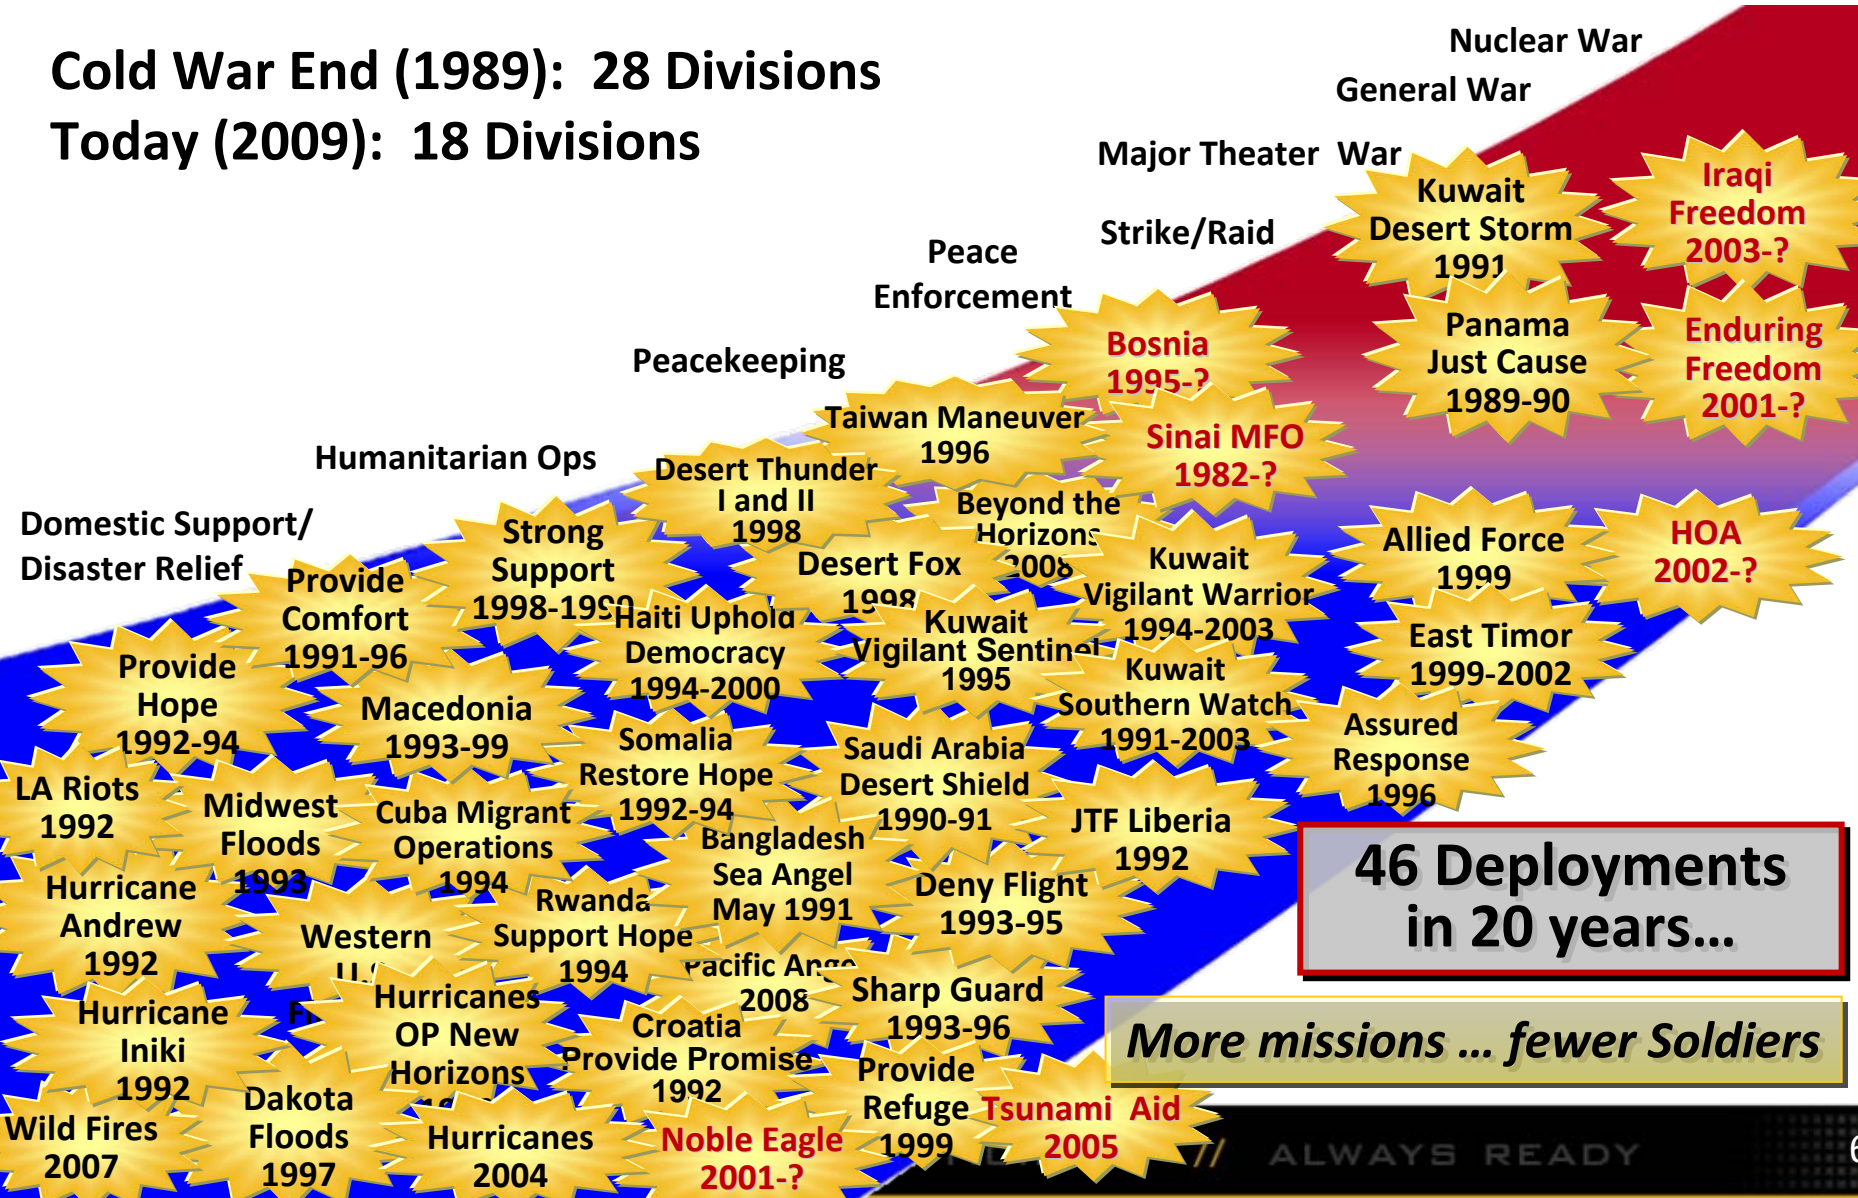 Cold War End (1989): 28 Divisions
Today (2009): 18 Divisions
Nuclear War
General War
Major Theater War
Strike/Raid
Peace
Enforcement
Peacekeeping
Humanitarian Ops
Domestic Support/
Disaster Relief
Kuwait
Desert Storm
1991
Iraqi
Freedom
2003-?
Panama
Just Cause
1989-90
Enduring
Freedom
2001-?
Bosnia
1995-?
Taiwan Maneuver
1996
Sinai MFO
1982-?
Desert Thunder
I and II
1998
Beyond the
Horizons
2008
Strong
Support
1998-1999
Desert Fox
1998
Kuwait
Vigilant Warrior
1994-2003
Allied Force
1999
HOA
2002-?
Provide
Comfort
1991-96
Haiti Uphold
Democracy
1994-2000
Kuwait
Vigilant Sentinel
1995
East Timor
1999-2002
Provide
Hope
1992-94
Macedonia
1993-99
Kuwait
Southern Watch
1991-2003
Assured
Response
1996
Somalia
Restore Hope
1992-94
Saudi Arabia
Desert Shield
1990-91
LA Riots
1992
Midwest
Floods
1993
Cuba Migrant
Operations
1994
JTF Liberia
1992
Bangladesh
Sea Angel
May 1991
Deny Flight
1993-95
46 Deployments
in 20 years...
Hurricane
Andrew
1992
Western
Rwanda
Support Hope
1994
Pacific Ange
2008
Sharp Guard
1993-96
Hurricane
Iniki
1992
Hurricanes
OP New
Horizons
Croatia
Provide Promise
1992
More missions ... fewer Soldiers
Provide
Refuge
1999
Tsunami Aid
2005
Wild Fires
2007
Dakota
Floods
1997
Hurricanes
2004
Noble Eagle
2001-?
// ALWAYS READY
6